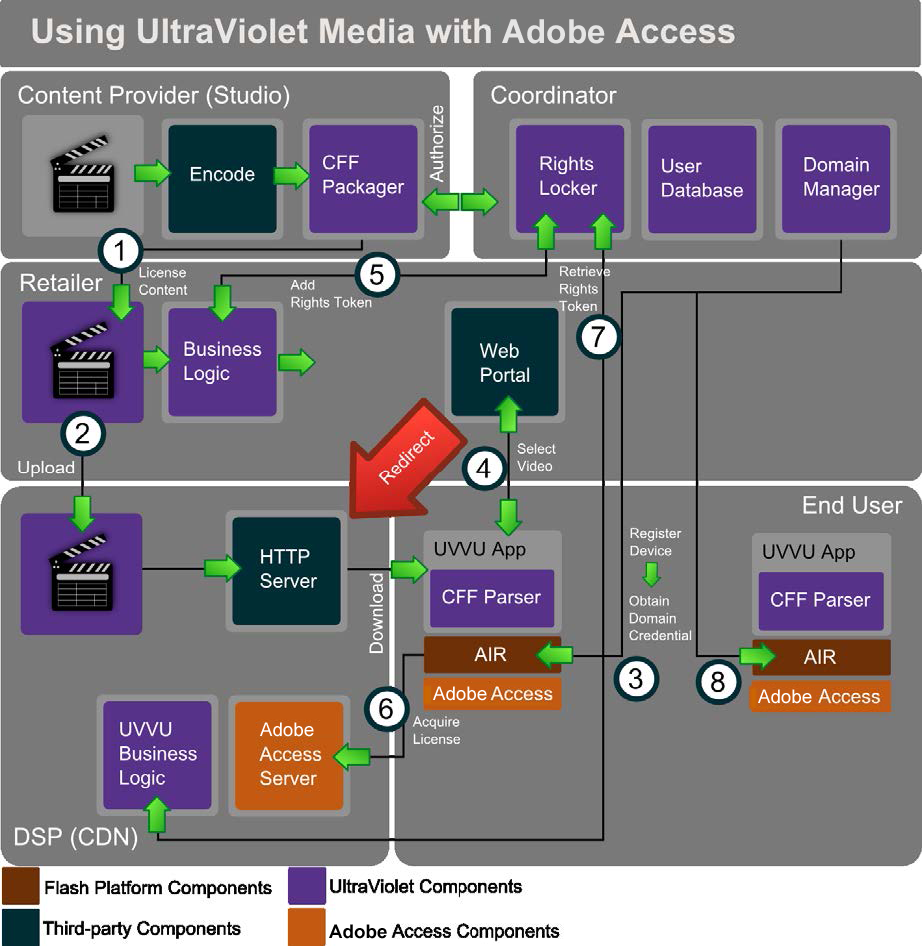 Using UltraViolet Media with Adobe Access
Content Provider (Studio)
Encode
CFF
Packager
Authorize
Coordinator
Rights
Locker
User
Database
Domain
Manager
1
License
Content
5
Add
Rights Token
Retrieve
Rights
Token
7
Retailer
Business
Logic
Web
Portal
2
Upload
Redirect
4
Select
Video
HTTP
Server
Download
End User
UVVU App
CFF Parser
AIR
Adobe Access
Register
Device
Obtain
Domain
Credential
3
8
UVVU App
CFF Parser
AIR
Adobe Access
6
Acquire
License
UVVU
Business
Logic
Adobe
Access
Server
DSP (CDN)
Flash Platform Components
UltraViolet Components
Third-party Components
Adobe Access Components